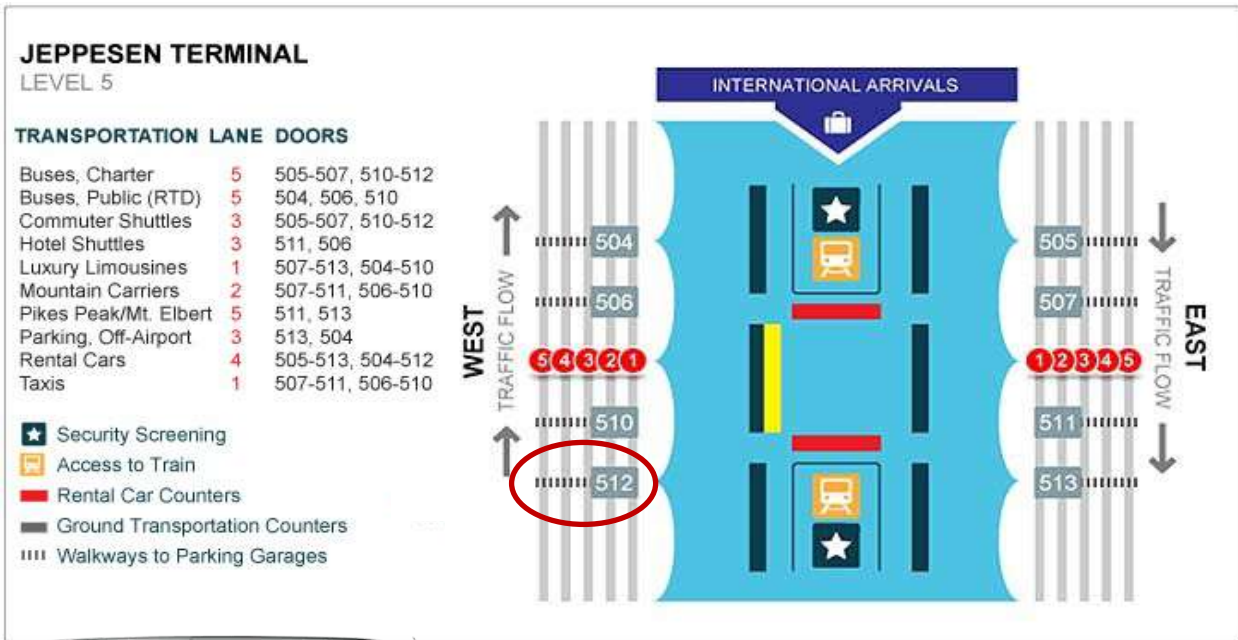 JEPPESEN TERMINAL
LEVEL 5
TRANSPORTATION LANE DOORS
Buses, Charter 5 505-507, 510-512
Buses, Public (RTD) 5 504, 506, 510
Commuter Shuttles 3 505-507, 510-512
Hotel Shuttles 3 511, 506
Luxury Limousines 1 507-513, 504-510
Mountain Carriers 2 507-511, 506-510
Pikes Peak/Mt. Elbert 5 511, 513
Parking, Off-Airport 3 513, 504
Rental Cars 4 505-513, 504-512
Taxis 1 507-511, 506-510
Security Screening
Access to Train
Rental Car Counters
Ground Transportation Counters
Walkways to Parking Garages
INTERNATIONAL ARRIVALS
WEST
TRAFFIC FLOW
504
506
5 4 3 2 1
510
512
505
507
1 2 3 4 5
511
513
TRAFFIC FLOW
EAST